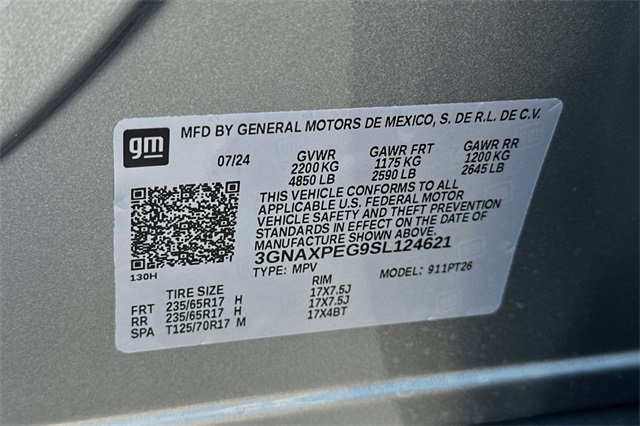 gm MFD BY GENERAL MOTORS DE MEXICO, S. DE R.L. DE C.V.
07/24 GVWR GAWR FRT GAWR RR
2200 KG 1175 KG 1200 KG
4850 LB 2590 LB 2645 LB
THIS VEHICLE CONFORMS TO ALL
APPLICABLE U.S. FEDERAL MOTOR
VEHICLE SAFETY AND THEFT PREVENTION
STANDARDS IN EFFECT ON THE DATE OF
MANUFACTURE SHOWN ABOVE.
3GNAXPEG9SL124621
130H TYPE: MPV MODEL: 911PT26
TIRE SIZE RIM
FRT 235/65R17 H 17X7.5J
RR 235/65R17 H 17X7.5J
SPA T125/70R17 M 17X4BT